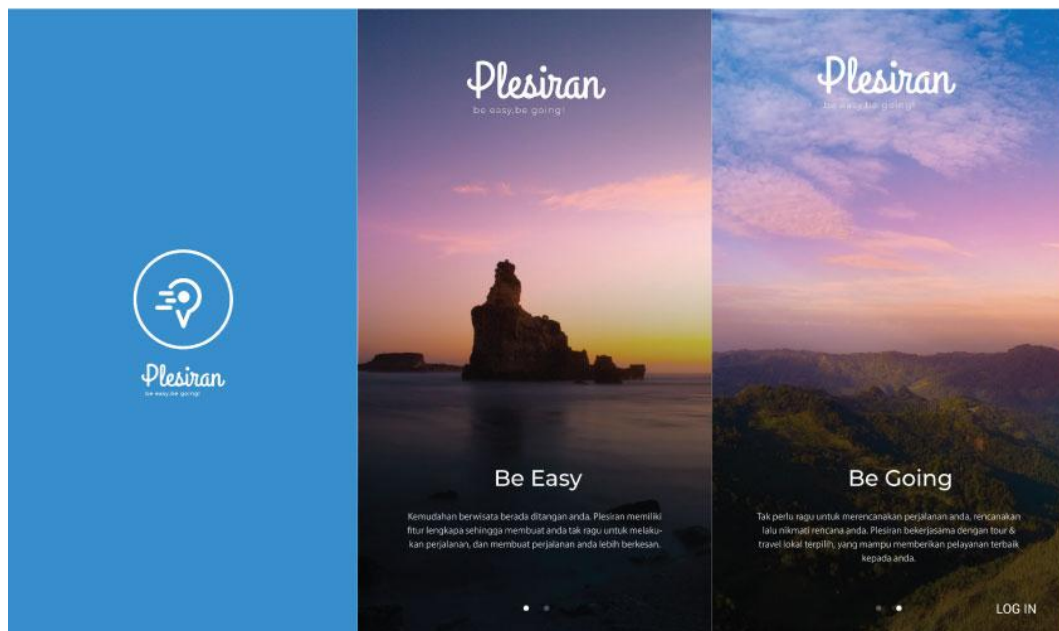 Plesiran
be easy,be going!
Plesiran
be easy,be going!
Be Easy
Kemudahan berwisata berada ditangan anda. Plesiran memiliki
fitur lengkapa sehingga membuat anda tak ragu untuk melaku-
kan perjalanan, dan membuat perjalanan anda lebih berkesan.
Plesiran
be easy,be going!
Be Going
Tak perlu ragu untuk merencanakan perjalanan anda, rencanakan
lalu nikmati rencana anda. Plesiran bekerjasama dengan tour &
travel lokal terpilih, yang mampu memberikan pelayanan terbaik
kepada anda.
LOG IN